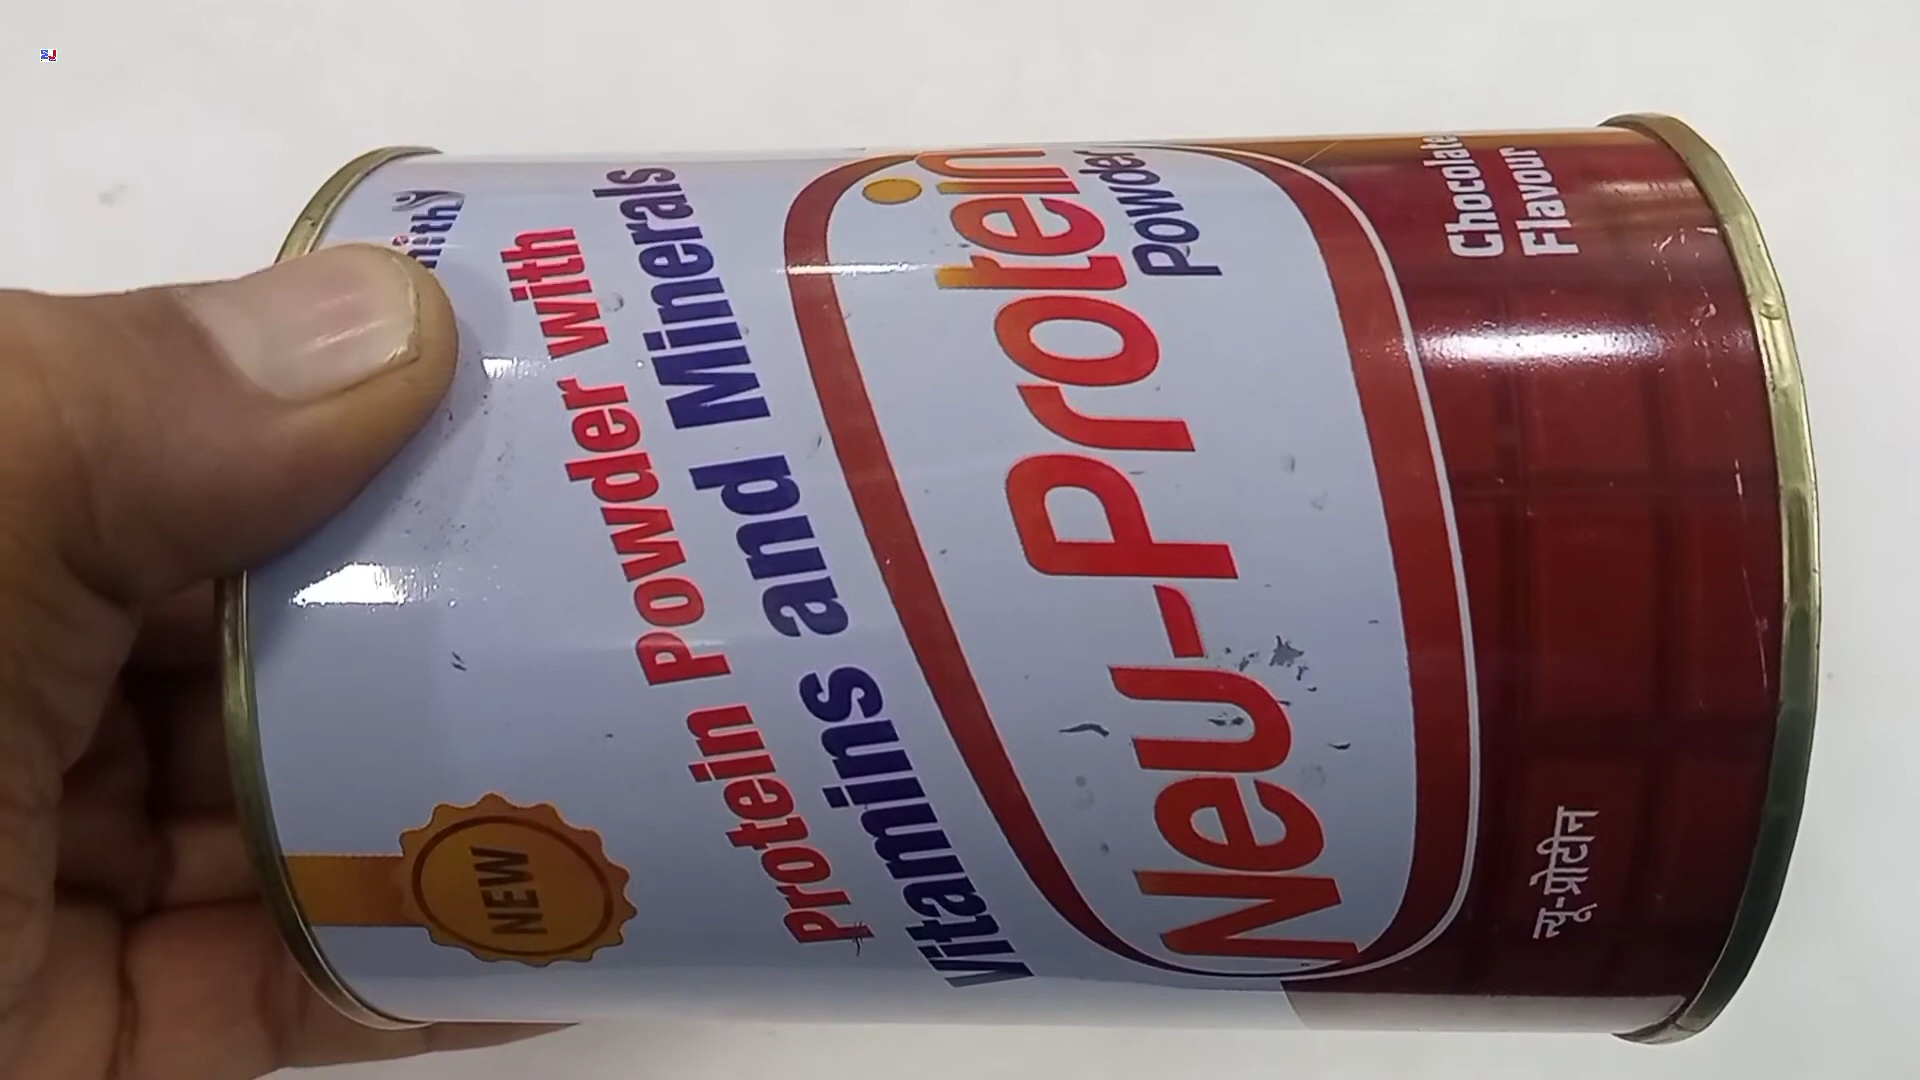 NEW
Protein Powder with
Vitamins and Minerals
Neu-Protein
Powder
Chocolate
Flavour
न्यू-प्रोटीन